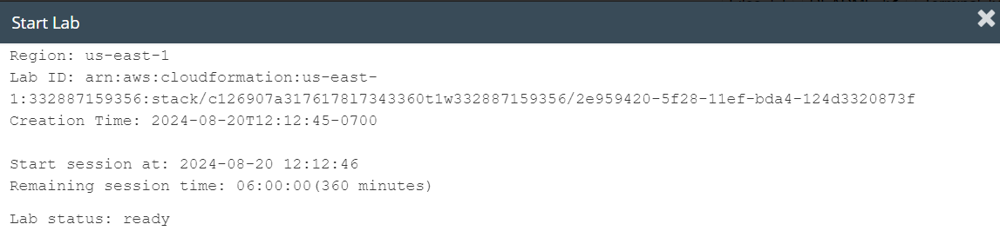 Start Lab
Region: us-east-1
Lab ID: arn:aws:cloudformation:us-east-
1:332887159356:stack/c126907a3176178l7343360t1w332887159356/2e959420-5f28-11ef-bda4-124d3320873f
Creation Time: 2024-08-20T12:12:45-0700
Start session at: 2024-08-20 12:12:46
Remaining session time: 06:00:00(360 minutes)
Lab status: ready